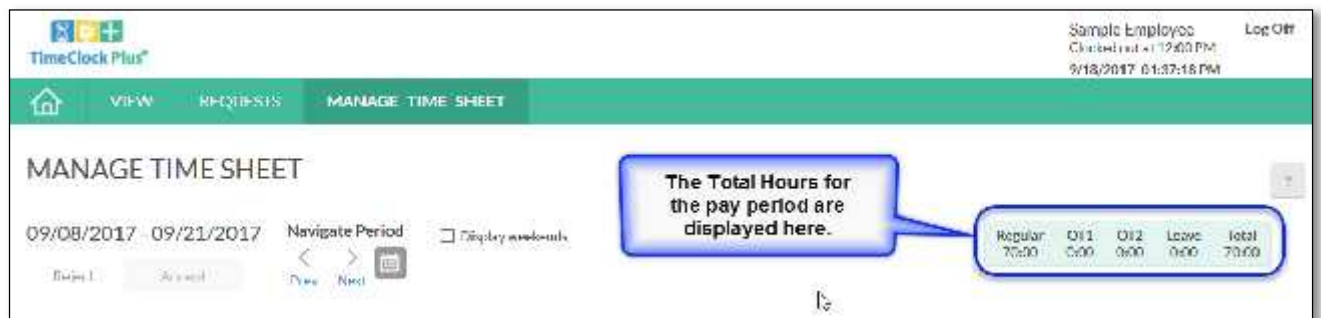 TimeClock Plus
Sample Employee
Log Off
Clocked out at 12:00 PM
9/18/2017 01:37:18 PM
VIEW
REQUESTS
MANAGE TIME SHEET
MANAGE TIME SHEET
The Total Hours for
the pay period are
displayed here.
09/08/2017 - 09/21/2017
Navigate Period
Display weekends
Prev
Next
Reject
Accept
Regular OT1 OT2 Leave Total
70:00 0:00 0:00 0:00 70:00